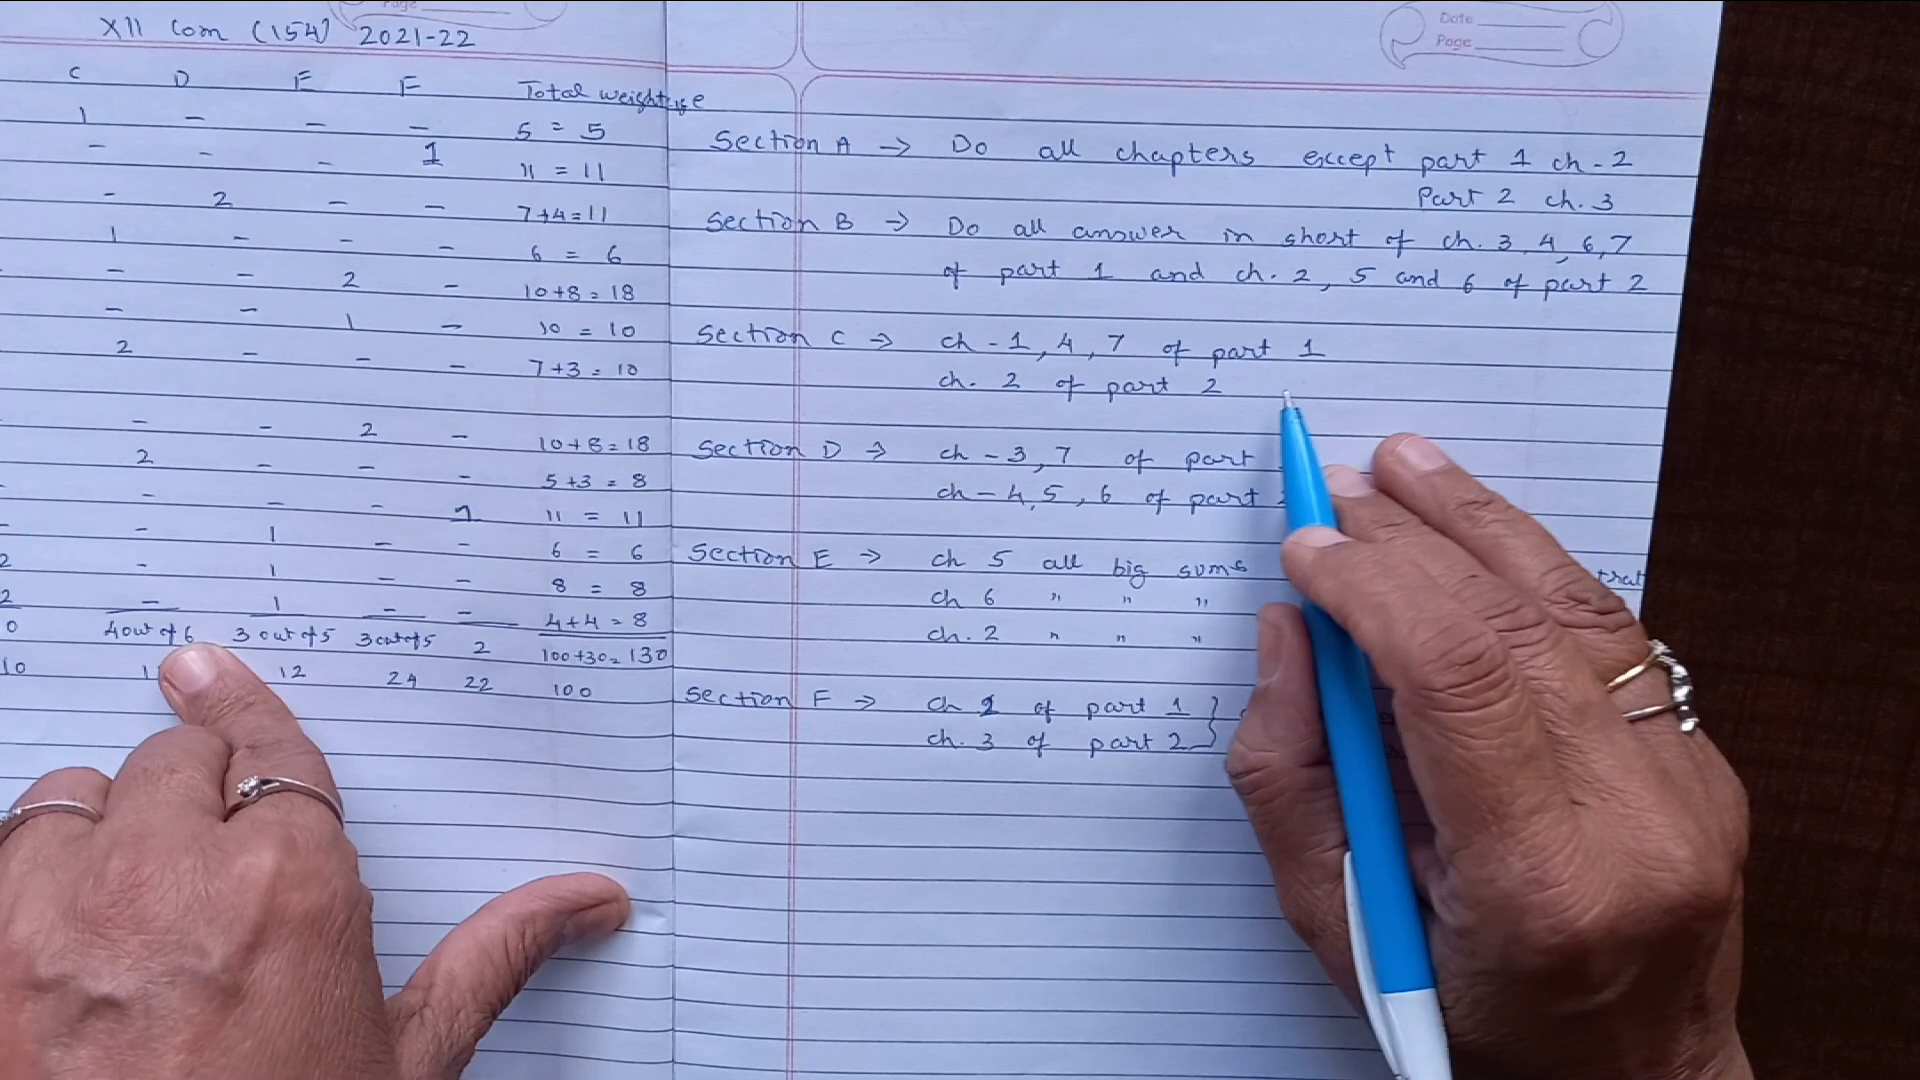 Page
XII Com (154) 2021-22
C D E F Total weightage
1 - - - 5 = 5
- - - 1 11 = 11
- 2 - - 7+4=11
1 - - - 6 = 6
- - 2 - 10+8=18
- - 1 - 10 = 10
2 - - - 7+3=10
- - 2 - 10+8=18
2 - - - 5+3=8
- - - 1 11 = 11
- 1 - - 6 = 6
2 - 1 - - 8 = 8
2 - 1 - - 4+4=8
0 4 out of 6 3 out of 5 3 out of 5 2 100+30=130
10 12 24 22 100
Date
Page
Section A → Do all chapters except part 1 ch-2
Part 2 ch.3
Section B → Do all answer in short of ch. 3, 4, 6, 7
of part 1 and ch. 2, 5 and 6 of part 2
Section C → ch-1, 4, 7 of part 1
ch. 2 of part 2
Section D → ch-3, 7 of part
ch-4, 5, 6 of part
Section E → ch 5 all big sums
ch 6 " " "
ch. 2 " " "
Section F → ch 2 of part 1 }
ch. 3 of part 2